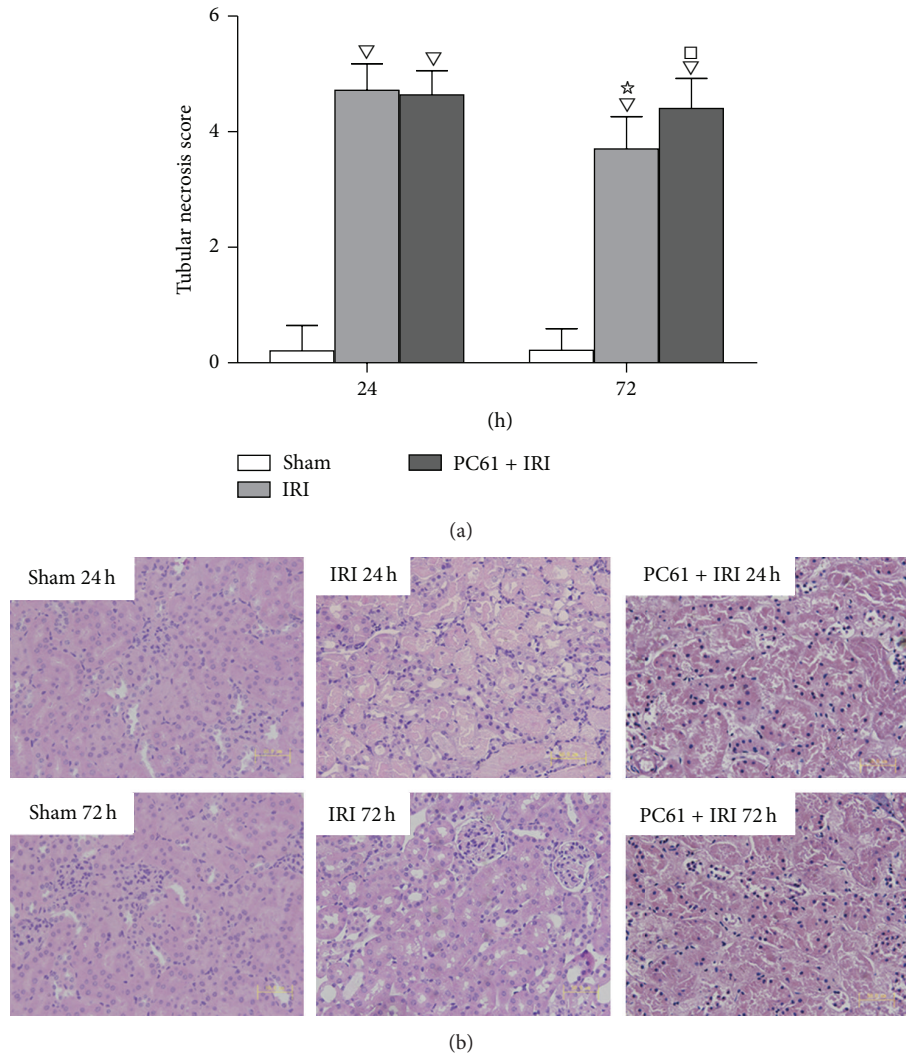 6
4
2
0
Tubular necrosis score
▽ ▽ ☆ ▽ □ ▽
24 72
(h)
Sham PC61 + IRI
IRI
(a)
Sham 24 h IRI 24 h PC61 + IRI 24 h
Sham 72 h IRI 72 h PC61 + IRI 72 h
(b)